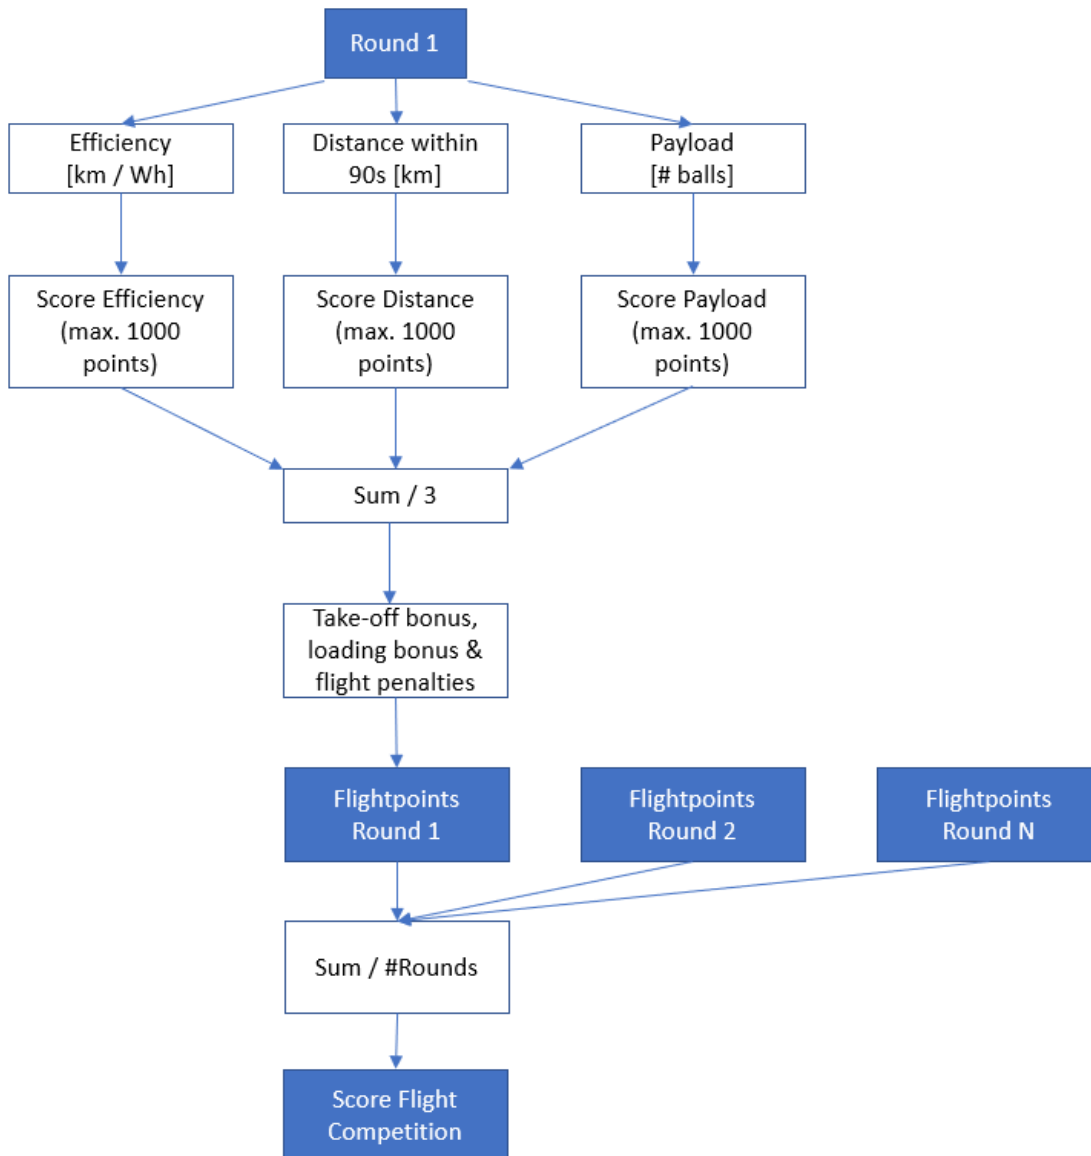 Round 1
Efficiency
[km / Wh]
Distance within
90s [km]
Payload
[# balls]
Score Efficiency
(max. 1000
points)
Score Distance
(max. 1000
points)
Score Payload
(max. 1000
points)
Sum / 3
Take-off bonus,
loading bonus &
flight penalties
Flightpoints
Round 1
Flightpoints
Round 2
Flightpoints
Round N
Sum / #Rounds
Score Flight
Competition